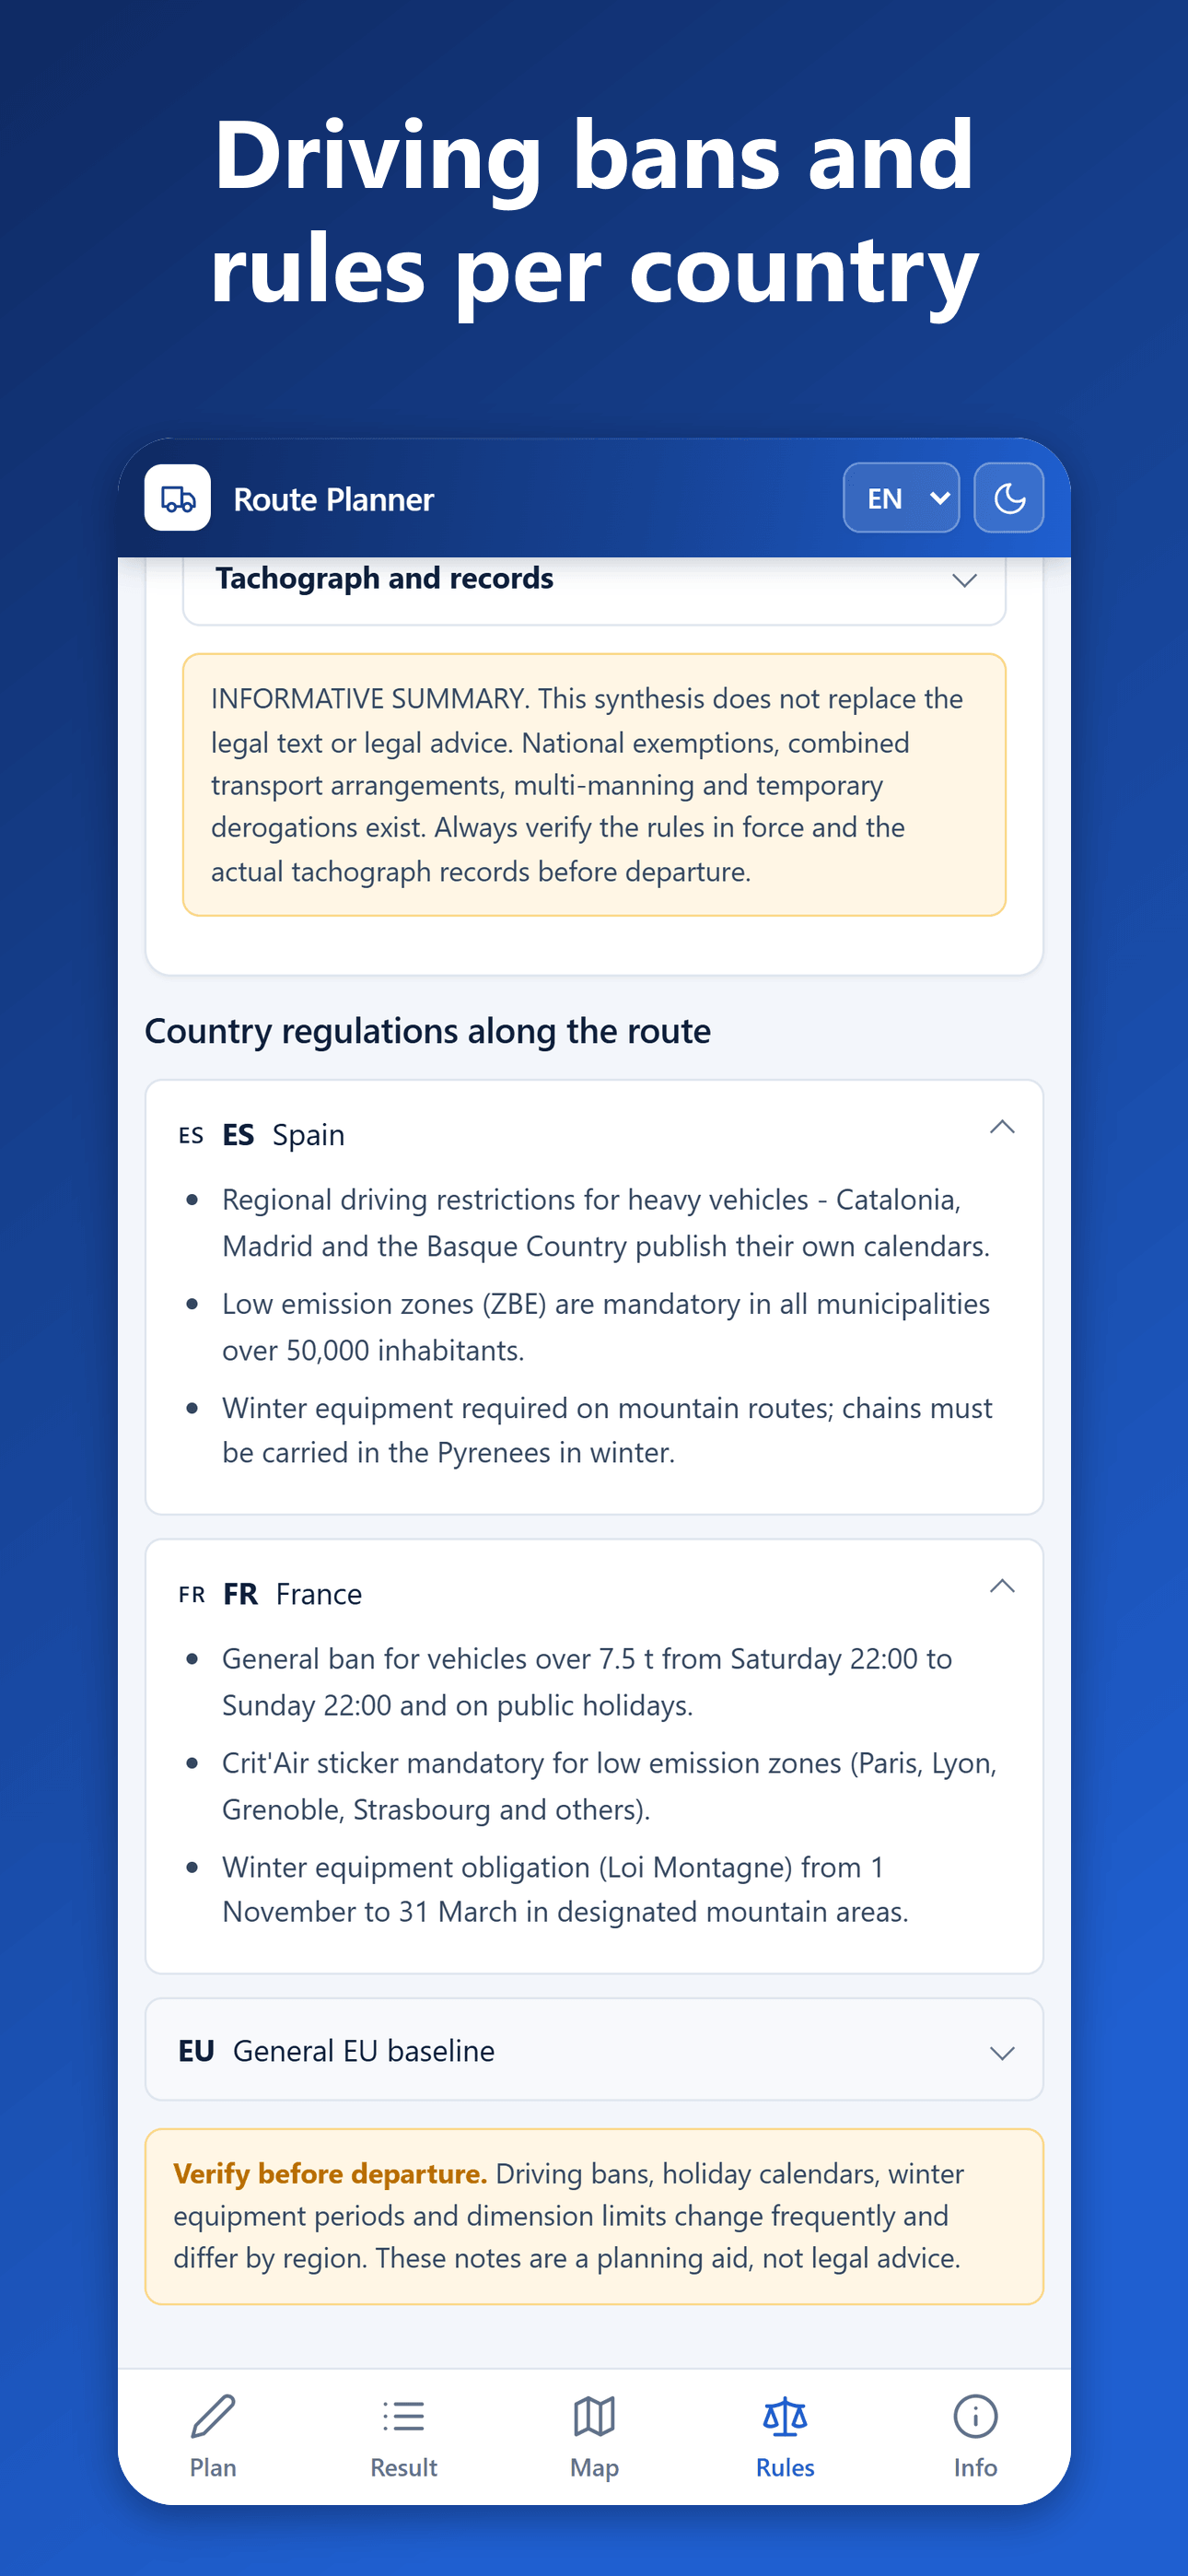 Driving bans and
rules per country
Route Planner
EN
Tachograph and records
INFORMATIVE SUMMARY. This synthesis does not replace the
legal text or legal advice. National exemptions, combined
transport arrangements, multi-manning and temporary
derogations exist. Always verify the rules in force and the
actual tachograph records before departure.
Country regulations along the route
ES ES Spain
• Regional driving restrictions for heavy vehicles - Catalonia,
Madrid and the Basque Country publish their own calendars.
• Low emission zones (ZBE) are mandatory in all municipalities
over 50,000 inhabitants.
• Winter equipment required on mountain routes; chains must
be carried in the Pyrenees in winter.
FR FR France
• General ban for vehicles over 7.5 t from Saturday 22:00 to
Sunday 22:00 and on public holidays.
• Crit'Air sticker mandatory for low emission zones (Paris, Lyon,
Grenoble, Strasbourg and others).
• Winter equipment obligation (Loi Montagne) from 1
November to 31 March in designated mountain areas.
EU General EU baseline
Verify before departure. Driving bans, holiday calendars, winter
equipment periods and dimension limits change frequently and
differ by region. These notes are a planning aid, not legal advice.
Plan Result Map Rules Info